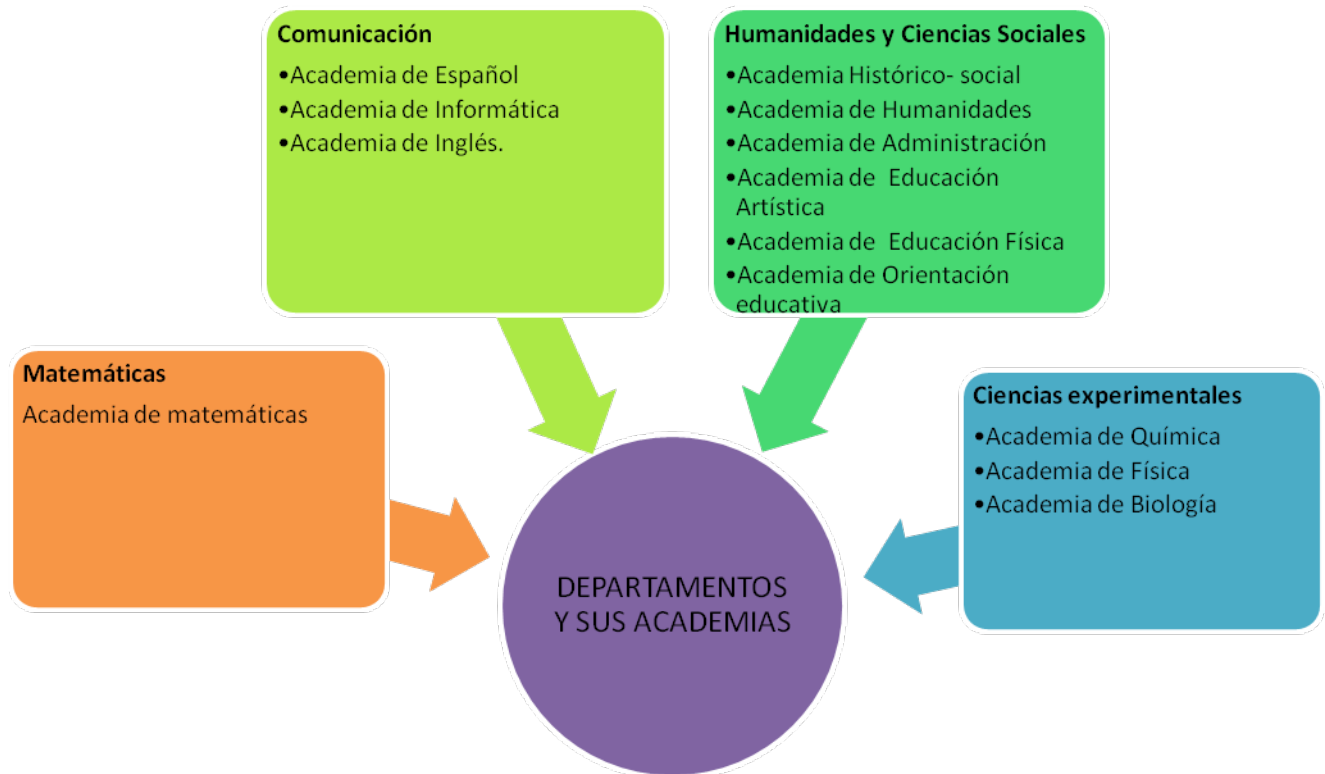 Comunicación
•Academia de Español
•Academia de Informática
•Academia de Inglés.
Humanidades y Ciencias Sociales
•Academia Histórico- social
•Academia de Humanidades
•Academia de Administración
•Academia de  Educación
Artística
•Academia de  Educación Física
•Academia de Orientación
educativa
Matemáticas
Academia de matemáticas
Ciencias experimentales
•Academia de Química
•Academia de Física
•Academia de Biología
DEPARTAMENTOS
Y SUS ACADEMIAS